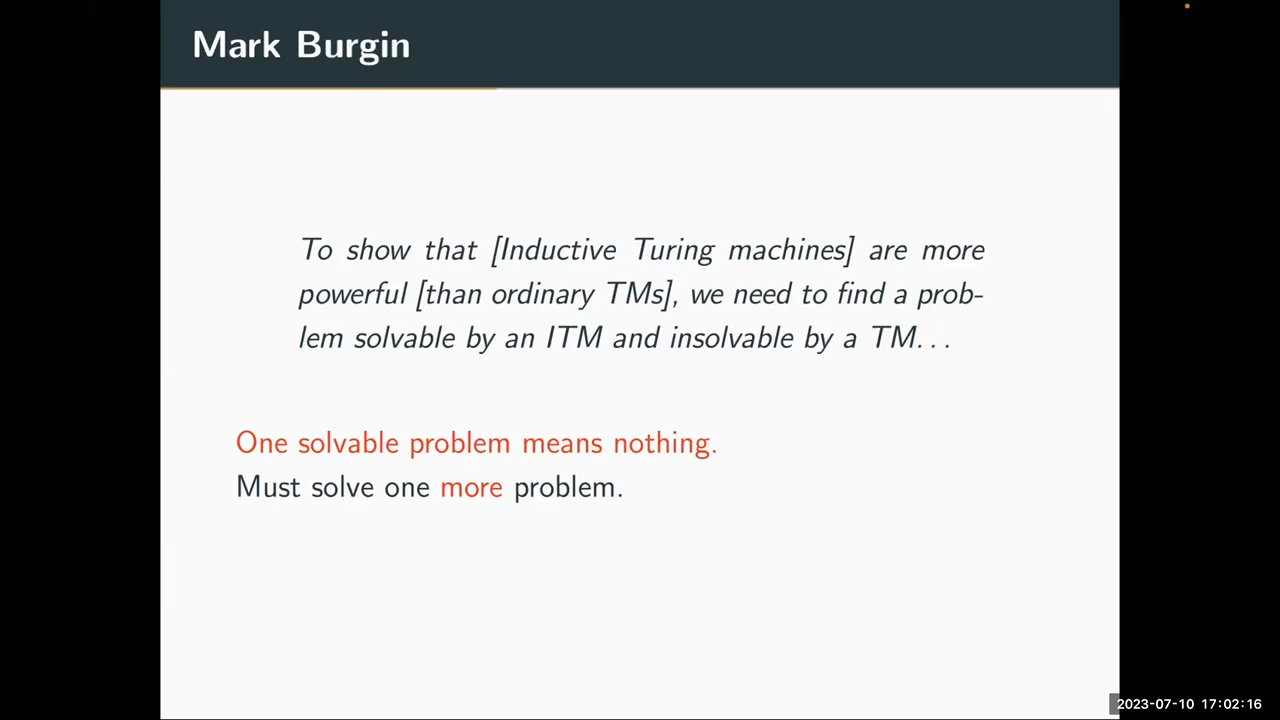 Mark Burgin
To show that [Inductive Turing machines] are more
powerful [than ordinary TMs], we need to find a prob-
lem solvable by an ITM and insolvable by a TM...
One solvable problem means nothing.
Must solve one more problem.
2023-07-10 17:02:16